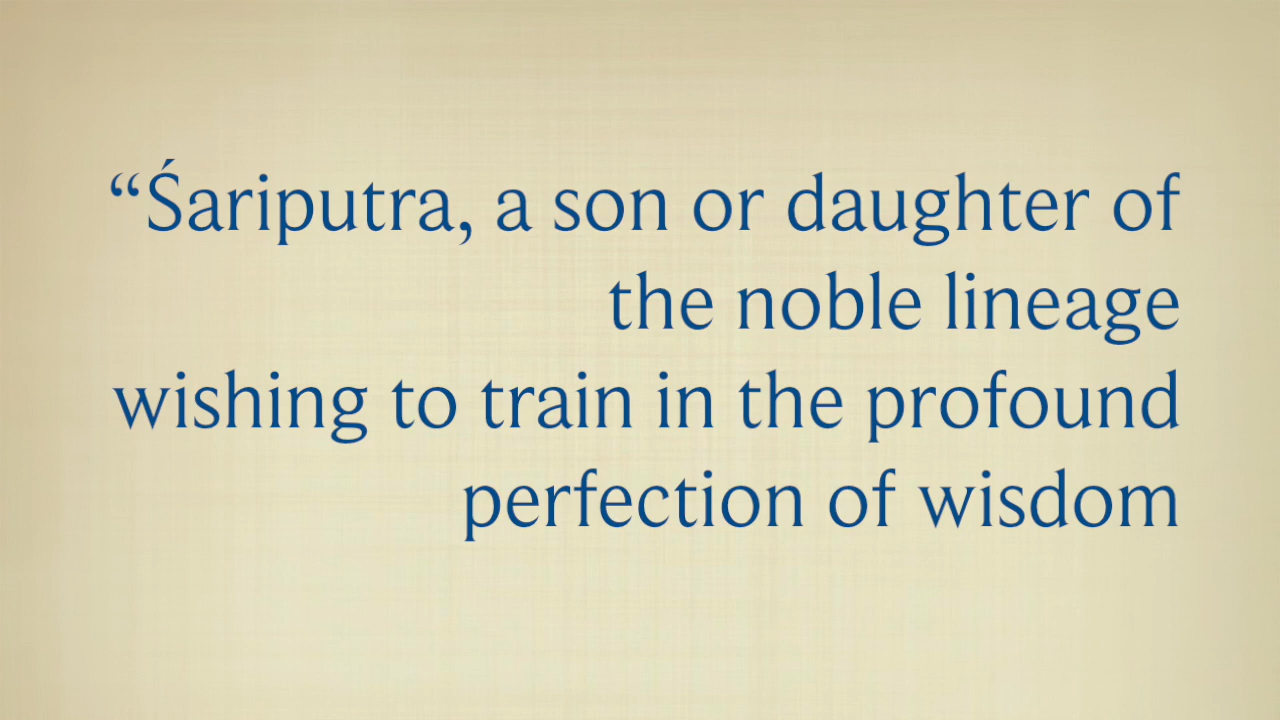 “Śariputra, a son or daughter of
the noble lineage
wishing to train in the profound
perfection of wisdom